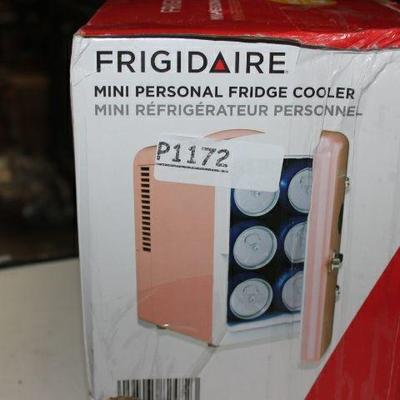 FRIGIDAIRE
MINI PERSONAL FRIDGE COOLER
MINI RÉFRIGÉRATEUR PERSONNEL
P1172